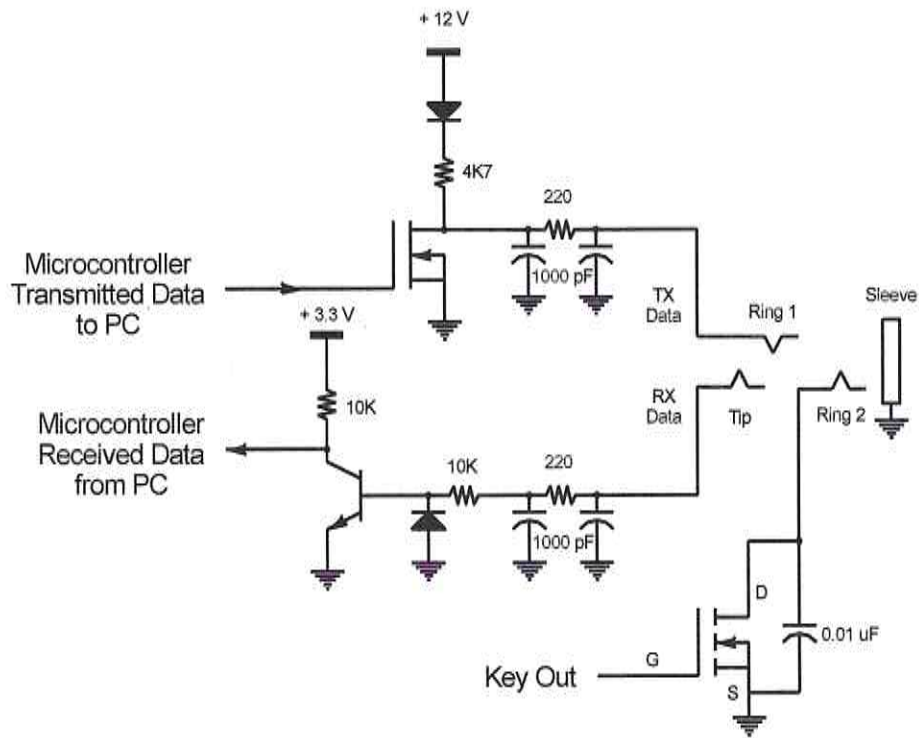 + 12 V
4K7
220
1000 pF
Microcontroller
Transmitted Data
to PC
TX
Data
Ring 1
Sleeve
+ 3.3 V
10K
Microcontroller
Received Data
from PC
RX
Data
Tip
Ring 2
10K
220
1000 pF
D
0.01 uF
G
Key Out
S